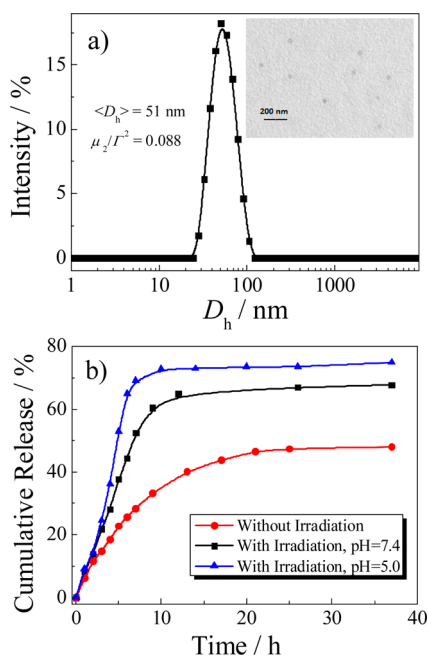 a)
<Dh> = 51 nm
μ2/Γ2 = 0.088
200 nm
Intensity / %
15
10
5
0
1 10 100 1000
Dh / nm
b)
Cumulative Release / %
80
60
40
20
0
Without Irradiation
With Irradiation, pH=7.4
With Irradiation, pH=5.0
0 10 20 30 40
Time / h